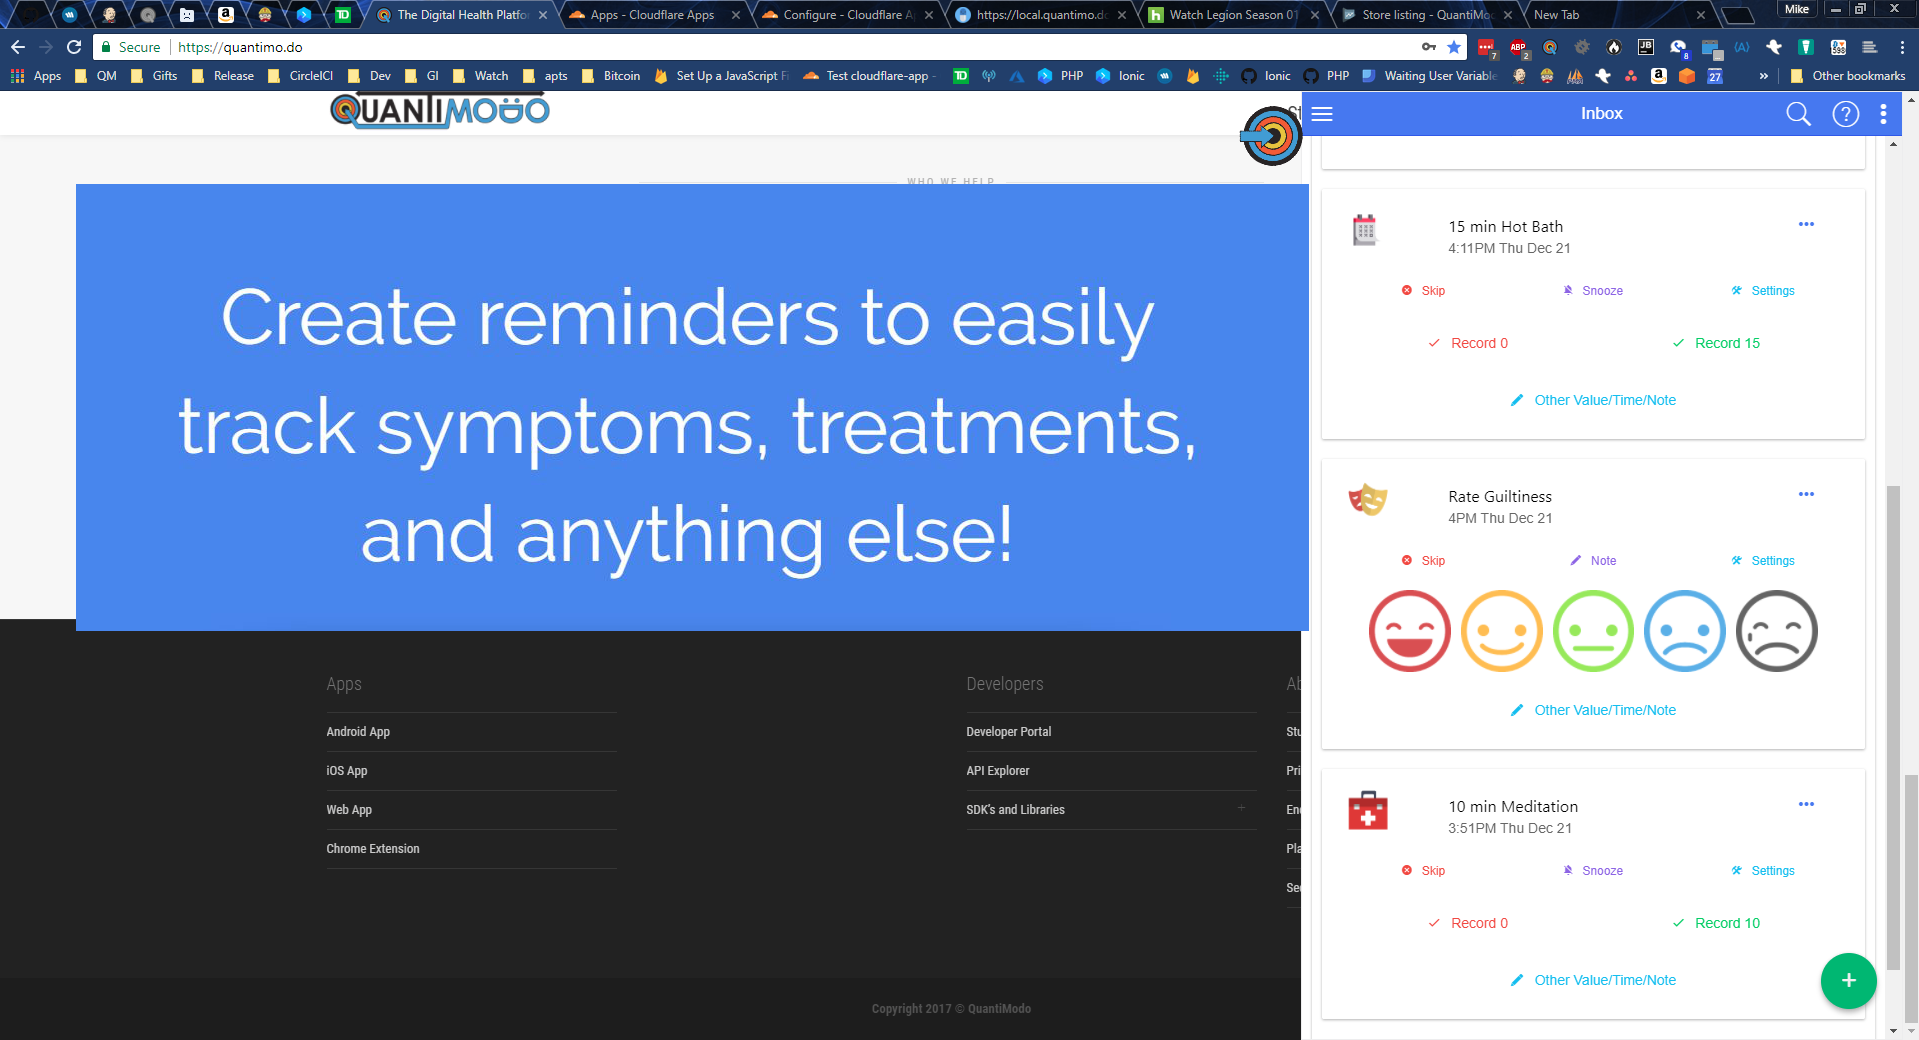 Mike
The Digital Health Platfo
Apps - Cloudflare Apps
Configure - Cloudflare A
https://local.quantimo.d
Watch Legion Season 01
Store listing - QuantiMo
New Tab
Secure
https://quantimo.do
Apps
QM
Gifts
Release
CircleCI
Dev
GI
Watch
apts
Bitcoin
Set Up a JavaScript F
Test cloudflare-app -
TD
PHP
Ionic
Ionic
PHP
Waiting User Variable
27
»
Other bookmarks
QUANTIMODO
Inbox
WHO WE HELP
Create reminders to easily
track symptoms, treatments,
and anything else!
15 min Hot Bath
4:11PM Thu Dec 21
Skip
Snooze
Settings
Record 0
Record 15
Other Value/Time/Note
Rate Guiltiness
4PM Thu Dec 21
Skip
Note
Settings
Other Value/Time/Note
10 min Meditation
3:51PM Thu Dec 21
Skip
Snooze
Settings
Record 0
Record 10
Other Value/Time/Note
Apps
Android App
iOS App
Web App
Chrome Extension
Developers
Developer Portal
API Explorer
SDK's and Libraries
Ab
Stu
Pri
En
Pla
Sec
Copyright 2017 © QuantiModo